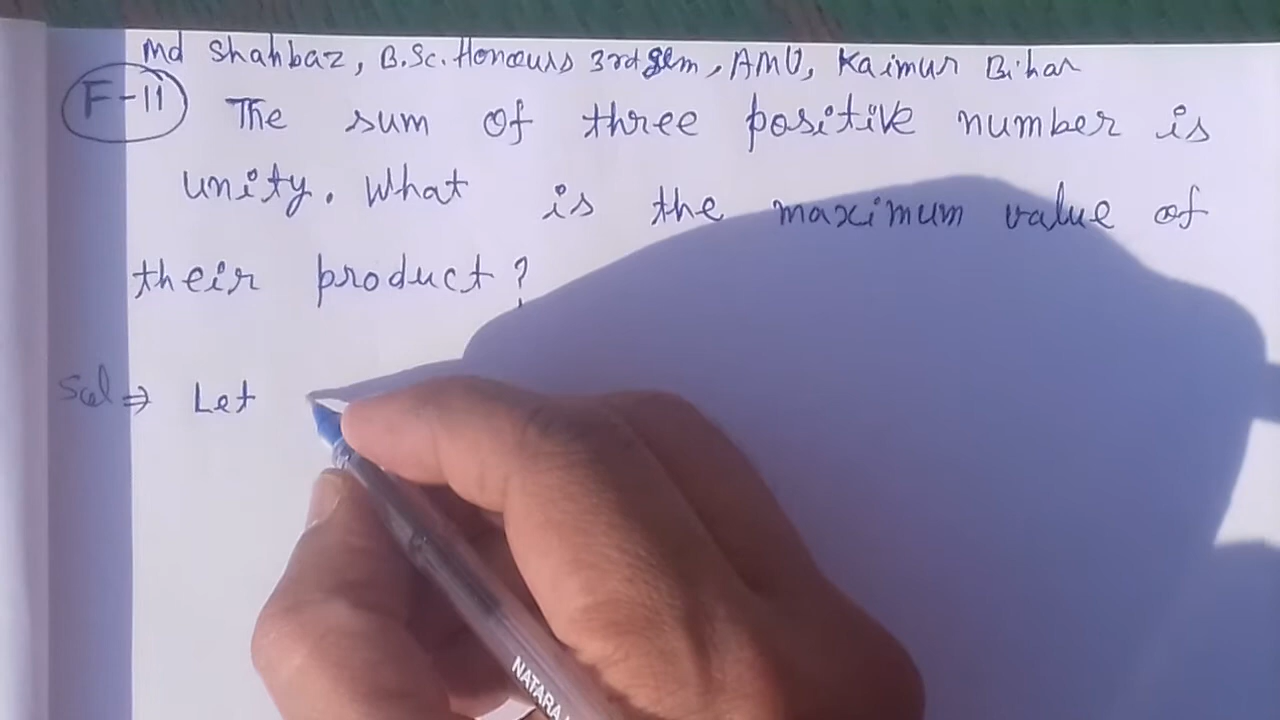 Md Shahbaz, B.Sc. Honours 3rd sem, AMU, Kaimur Bihar
F-11 The sum of three positive number is
unity. What is the maximum value of
their product?
Sol ⇒ Let
NATARAJ